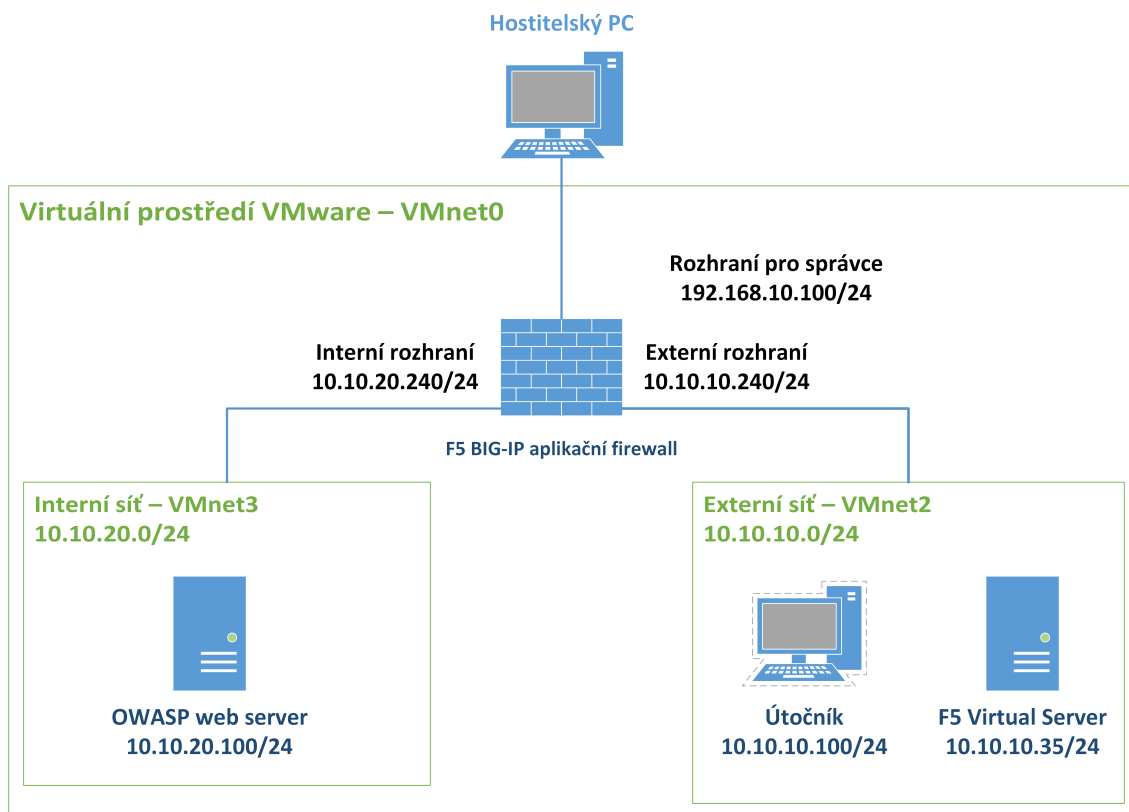 Hostitelský PC
Virtuální prostředí VMware – VMnet0
Rozhraní pro správce
192.168.10.100/24
Interní rozhraní
10.10.20.240/24
Externí rozhraní
10.10.10.240/24
F5 BIG-IP aplikační firewall
Interní síť – VMnet3
10.10.20.0/24
OWASP web server
10.10.20.100/24
Externí síť – VMnet2
10.10.10.0/24
Útočník
10.10.10.100/24
F5 Virtual Server
10.10.10.35/24